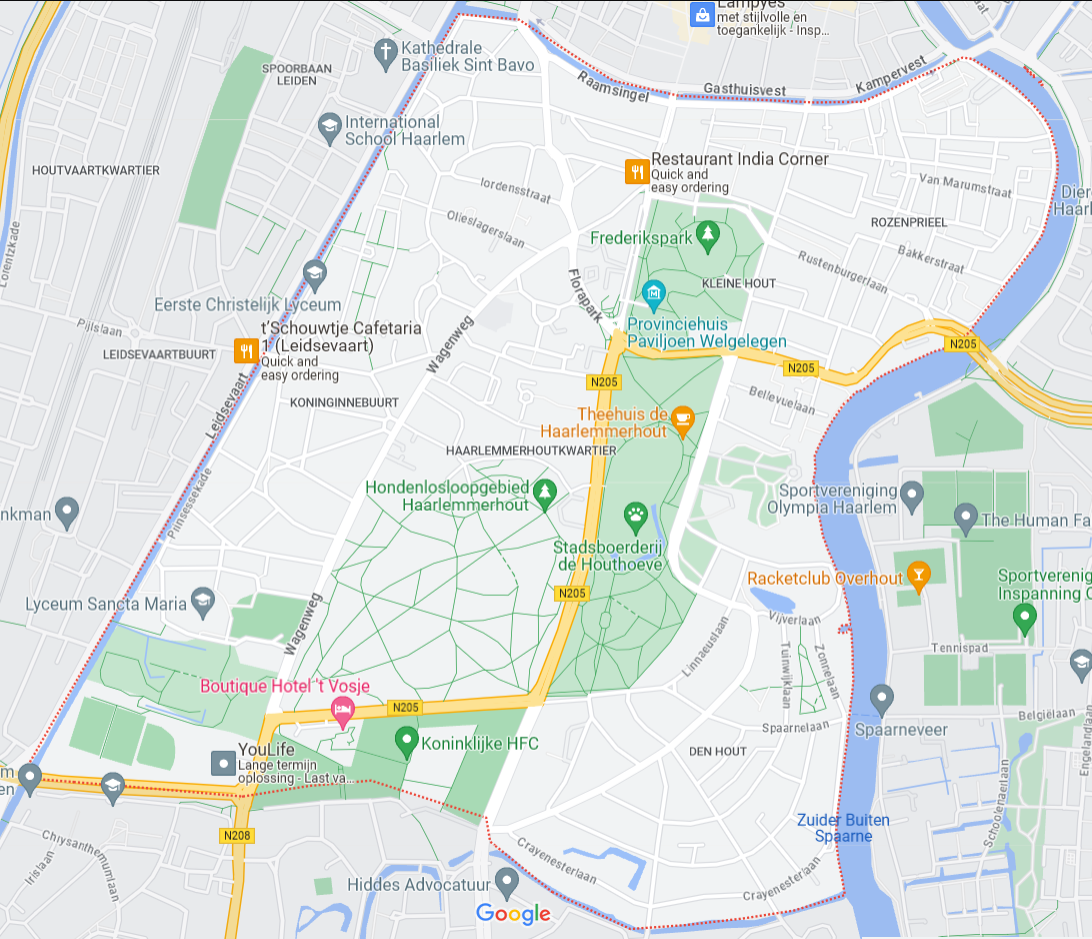 Lampyes
met stijlvolle en
toegankelijk - Insp...
Kathedrale
Basiliek Sint Bavo
SPOORBAAN
LEIDEN
Raamsingel
Gasthuisvest
Kampervest
International
School Haarlem
HOUTVAARTKWARTIER
Restaurant India Corner
Quick and
easy ordering
Iordensstraat
Van Marumstraat
Olieslagerslaan
ROZENPRIEEL
Frederikspark
Bakkerstraat
Rustenburgerlaan
Lorentzkade
Eerste Christelijk Lyceum
Florapark
KLEINE HOUT
Pijlslaan
t'Schouwtje Cafetaria
1 (Leidsevaart)
Quick and
easy ordering
LEIDSEVAARTBUURT
Wagenweg
Provinciehuis
Paviljoen Welgelegen
N205
N205
N205
Leidsevaart
KONINGINNEBUURT
Bellevuelaan
Theehuis de
Haarlemmerhout
HAARLEMMERHOUTKWARTIER
Prinsessekade
Hondenlosloopgebied
Haarlemmerhout
Sportvereniging
Olympia Haarlem
nkman
The Human Fa
Stadsboerderij
de Houthoeve
Racketclub Overhout
Sportverenig
Inspanning O
N205
Lyceum Sancta Maria
Wagenweg
Vijverlaan
Linnaeuslaan
Tuinwijklaan
Zonnelaan
Tennispad
Boutique Hotel 't Vosje
N205
Spaarnelaan
Spaarneveer
Belgiëlaan
Engelandlaan
Koninklijke HFC
YouLife
Lange termijn
oplossing - Last va...
DEN HOUT
Zuider Buiten
Spaarne
Schoolenaerlaan
N208
Chrysanthemumlaan
Irislaan
Crayenesterlaan
Crayenesterlaan
Hiddes Advocatuur
Google